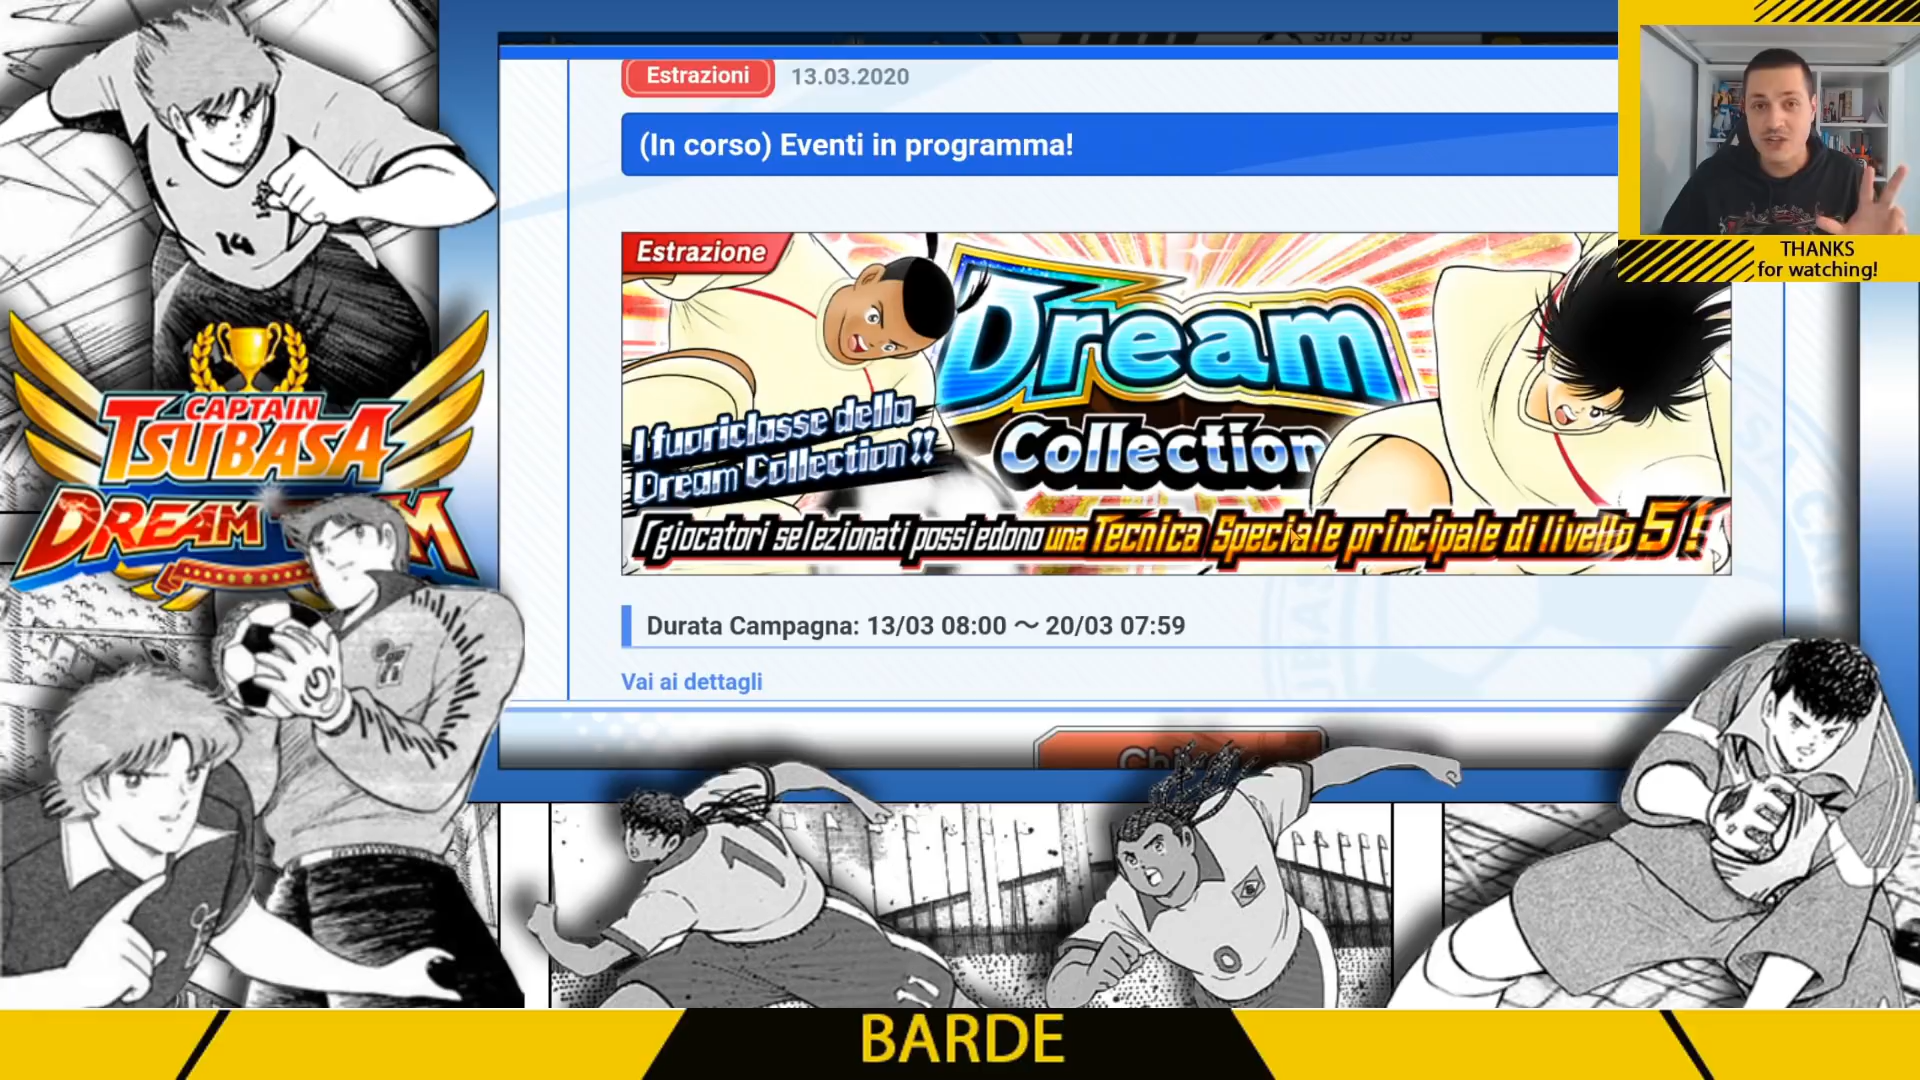 Estrazioni 13.03.2020
(In corso) Eventi in programma!
Estrazione
Dream
Collection
I fuoriclasse della
Dream Collection!!
I giocatori selezionati possiedono una Tecnica Speciale principale di livello 5!
Durata Campagna: 13/03 08:00 〜 20/03 07:59
Vai ai dettagli
THANKS
for watching!
CAPTAIN
TSUBASA
DREAM
14
11
BARDE